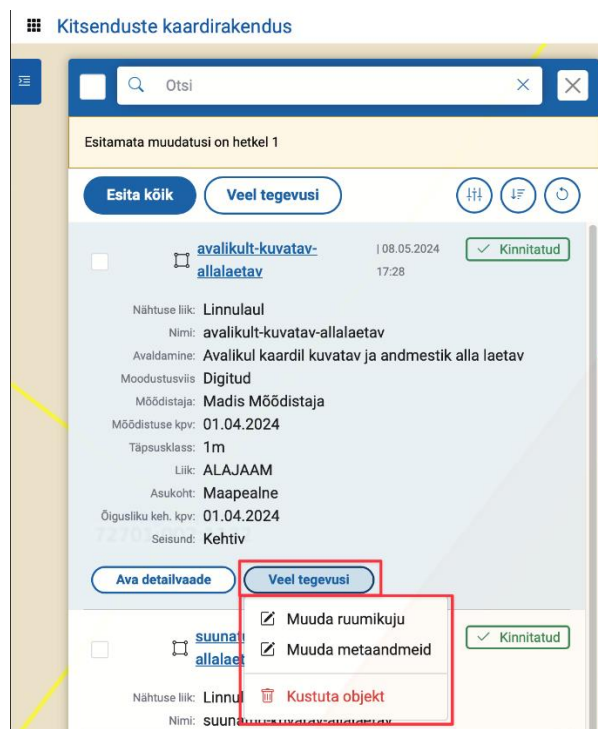 Kitsenduste kaardirakendus
Otsi
Esitamata muudatusi on hetkel 1
Esita kõik Veel tegevusi
avalikult-kuvatav-allalaetav | 08.05.2024 17:28 Kinnitatud
Nähtuse liik: Linnulaul
Nimi: avalikult-kuvatav-allalaetav
Avaldamine: Avalikul kaardil kuvatav ja andmestik alla laetav
Moodustusviis Digitud
Mõõdistaja: Madis Mõõdistaja
Mõõdistuse kpv: 01.04.2024
Täpsusklass: 1m
Liik: ALAJAAM
Asukoht: Maapealne
Õigusliku keh. kpv: 01.04.2024
Seisund: Kehtiv
Ava detailvaade Veel tegevusi
Muuda ruumikuju
Kinnitatud
Muuda metaandmeid
Kustuta objekt
Nähtuse liik:
Nimi: